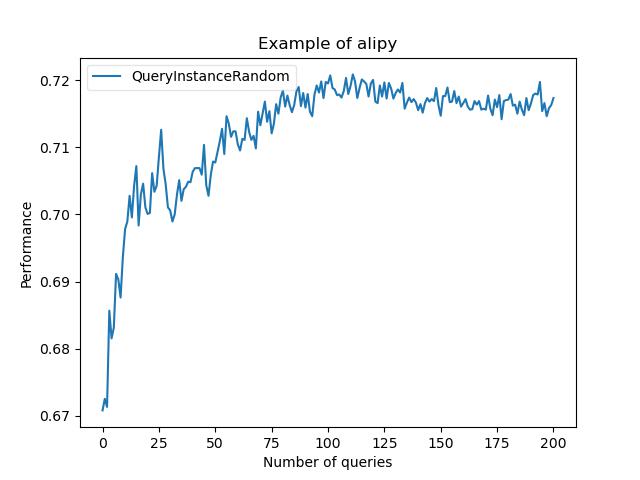 Example of alipy
QueryInstanceRandom
0.72
0.71
0.70
0.69
0.68
0.67
Performance
0 25 50 75 100 125 150 175 200
Number of queries